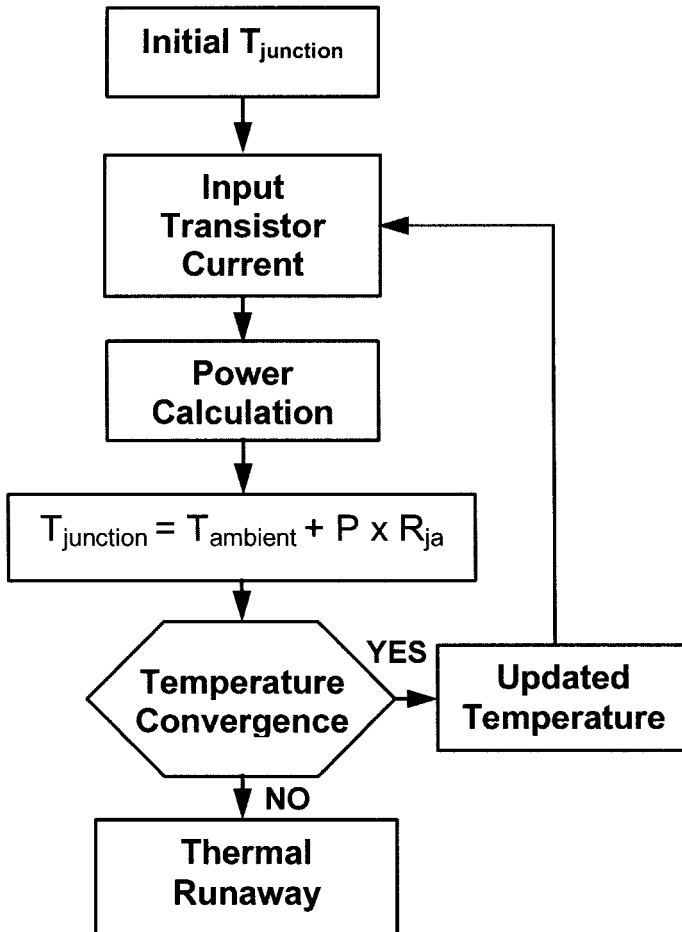 Initial Tjunction
Input
Transistor
Current
Power
Calculation
Tjunction = Tambient + P x Rja
Temperature
Convergence
YES
Updated
Temperature
NO
Thermal
Runaway